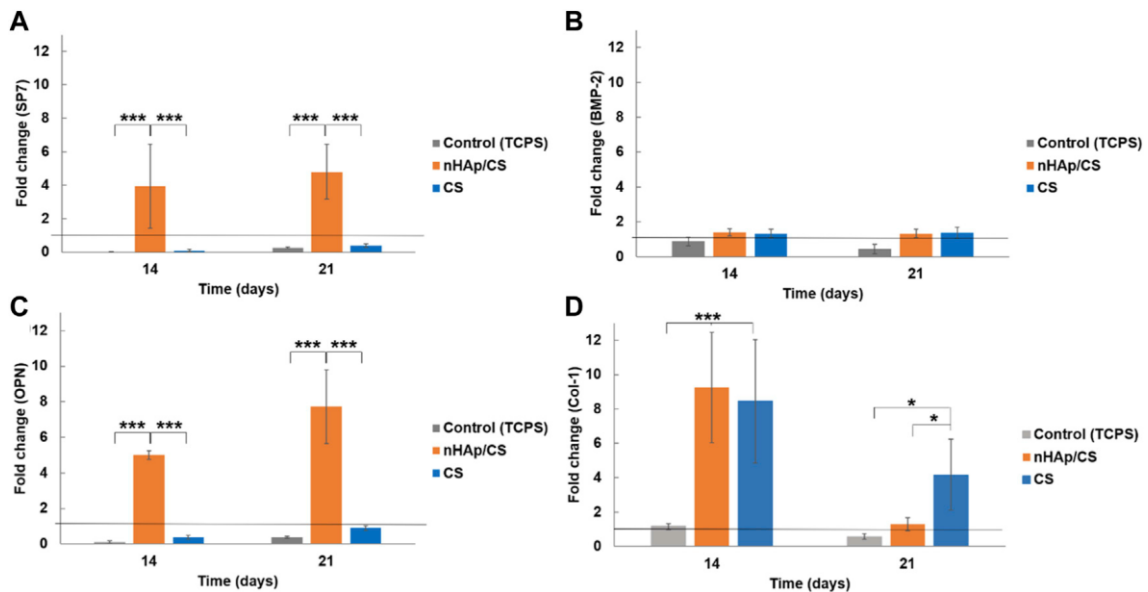 A
Fold change (SP7)
12
10
8
6
4
2
0
*** ***
*** ***
14
21
Time (days)
Control (TCPS)
nHAp/CS
CS
B
Fold change (BMP-2)
12
10
8
6
4
2
0
14
21
Time (days)
Control (TCPS)
nHAp/CS
CS
C
Fold change (OPN)
12
10
8
6
4
2
0
*** ***
*** ***
14
21
Time (days)
Control (TCPS)
nHAp/CS
CS
D
Fold change (Col-1)
12
10
8
6
4
2
0
***
*
*
14
21
Time (days)
Control (TCPS)
nHAp/CS
CS